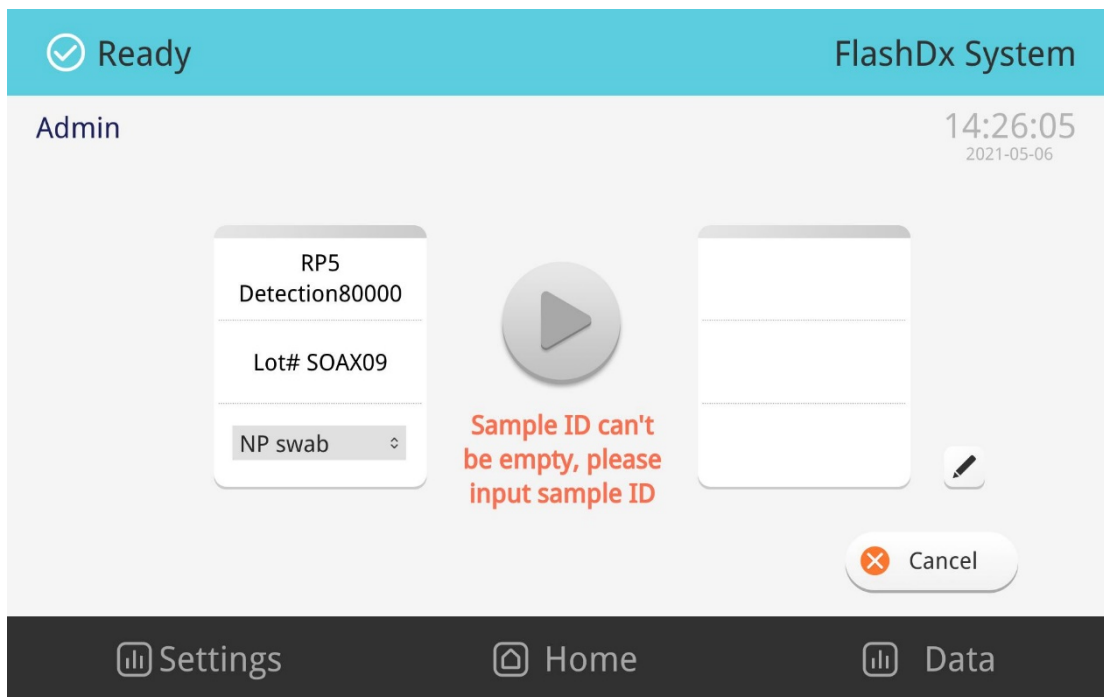 Ready
FlashDx System
Admin
14:26:05
2021-05-06
RP5
Detection80000
Lot# SOAX09
NP swab
Sample ID can't
be empty, please
input sample ID
Cancel
Settings
Home
Data